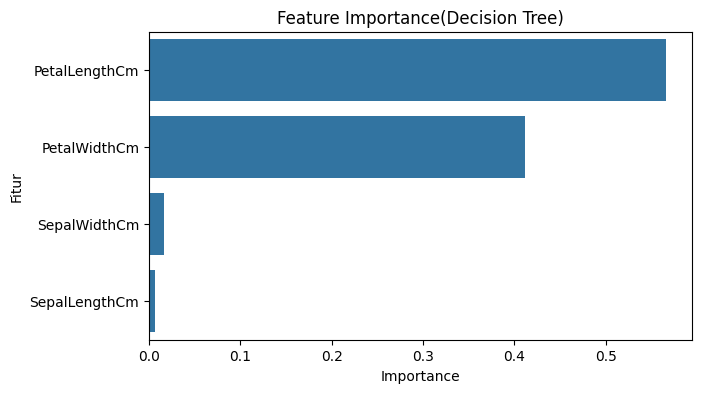 Feature Importance(Decision Tree)
PetalLengthCm
PetalWidthCm
SepalWidthCm
SepalLengthCm
Fitur
0.0 0.1 0.2 0.3 0.4 0.5
Importance